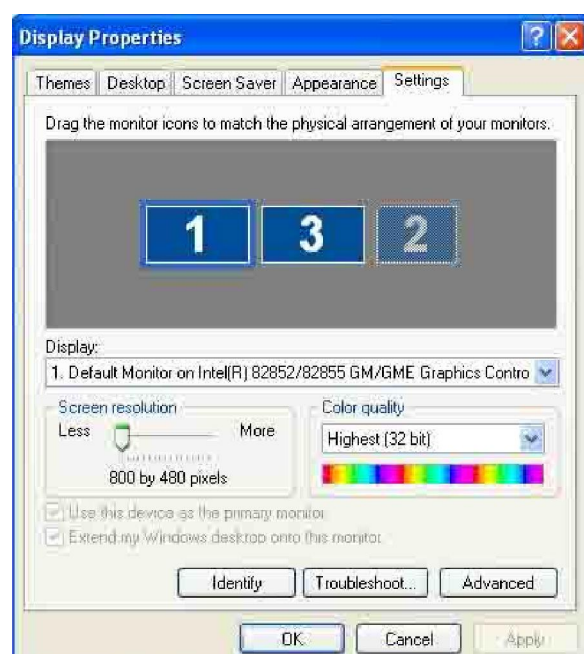 Display Properties
Themes Desktop Screen Saver Appearance Settings
Drag the monitor icons to match the physical arrangement of your monitors.
1 3 2
Display:
1. Default Monitor on Intel(R) 82852/82855 GM/GME Graphics Contro
Screen resolution
Less More
800 by 480 pixels
Color quality
Highest (32 bit)
Use this device as the primary monitor
Extend my Windows desktop onto this monitor
Identify Troubleshoot... Advanced
OK Cancel Apply